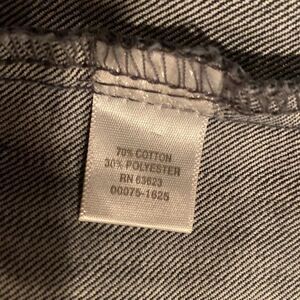 70% COTTON
30% POLYESTER
RN 63623
00075-1625